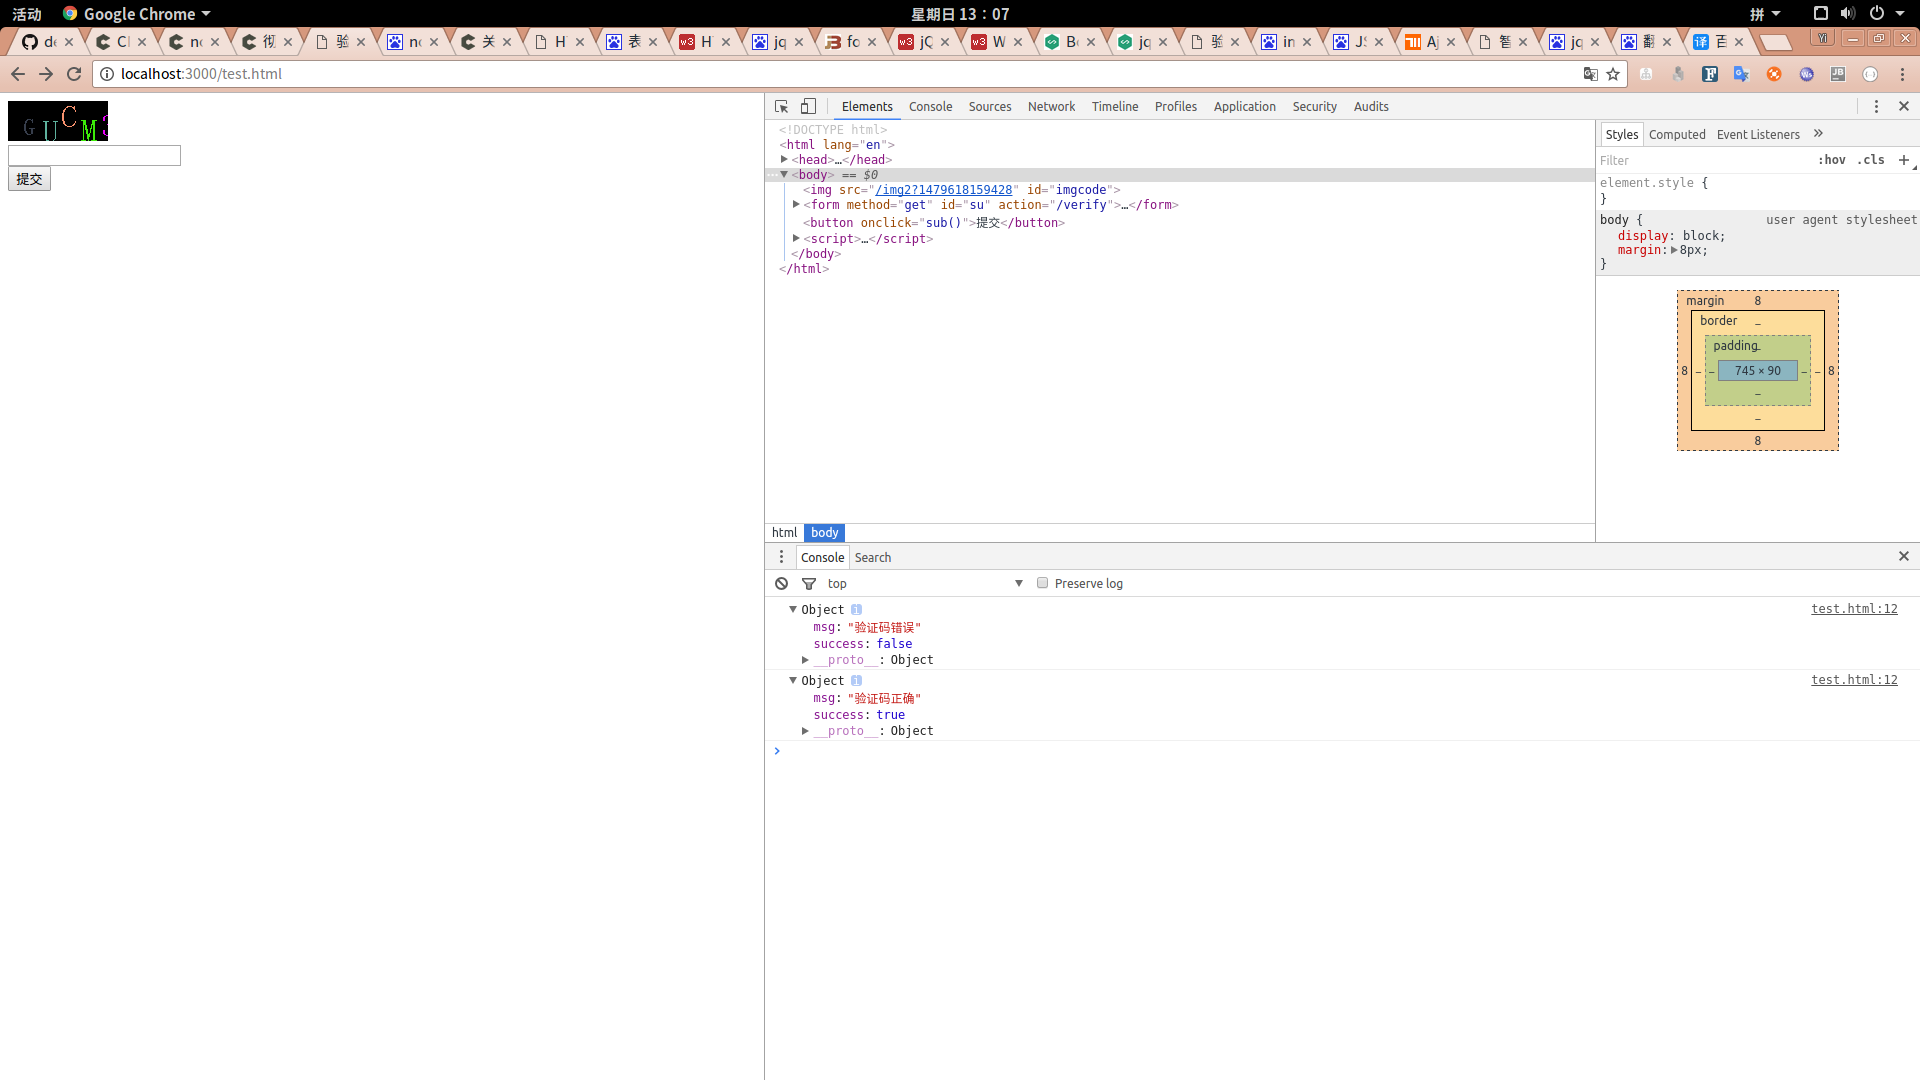 活动 Google Chrome 星期日 13：07 拼
de C n 彻 验 n 关 H 表 H jq fo jQ W Bo jq 验 in JS Aj 智 jq 翻 百 Yi
localhost:3000/test.html
G U C M
提交
Elements Console Sources Network Timeline Profiles Application Security Audits
<!DOCTYPE html>
<html lang="en">
<head>…</head>
<body> == $0
<img src="/img2?1479618159428" id="imgcode">
<form method="get" id="su" action="/verify">…</form>
<button onclick="sub()">提交</button>
<script>…</script>
</body>
</html>
html body
Styles Computed Event Listeners »
Filter :hov .cls +
element.style {
}
body { user agent stylesheet
display: block;
margin: 8px;
}
margin 8
border –
padding –
8 – – 745 × 90 – – 8
–
–
8
Console Search
top Preserve log
Object test.html:12
msg: "验证码错误"
success: false
__proto__: Object
Object test.html:12
msg: "验证码正确"
success: true
__proto__: Object